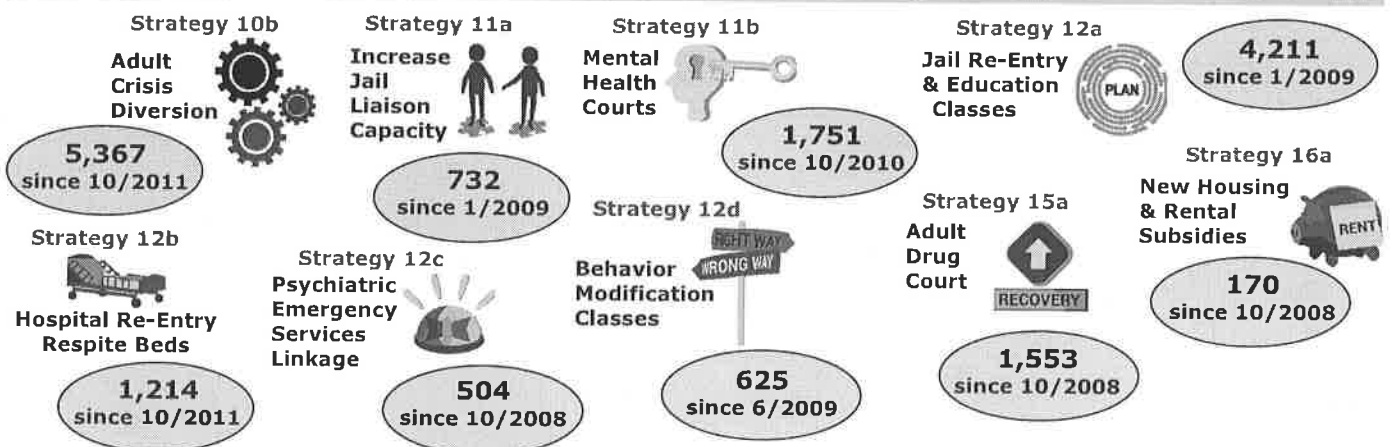 Strategy 10b
Adult
Crisis
Diversion
5,367
since 10/2011
Strategy 11a
Increase
Jail
Liaison
Capacity
732
since 1/2009
Strategy 11b
Mental
Health
Courts
1,751
since 10/2010
Strategy 12a
Jail Re-Entry
& Education
Classes
PLAN
4,211
since 1/2009
Strategy 12b
Hospital Re-Entry
Respite Beds
1,214
since 10/2011
Strategy 12c
Psychiatric
Emergency
Services
Linkage
504
since 10/2008
Strategy 12d
Behavior
Modification
Classes
RIGHT WAY
WRONG WAY
625
since 6/2009
Strategy 15a
Adult
Drug
Court
RECOVERY
1,553
since 10/2008
Strategy 16a
New Housing
& Rental
Subsidies
RENT
170
since 10/2008